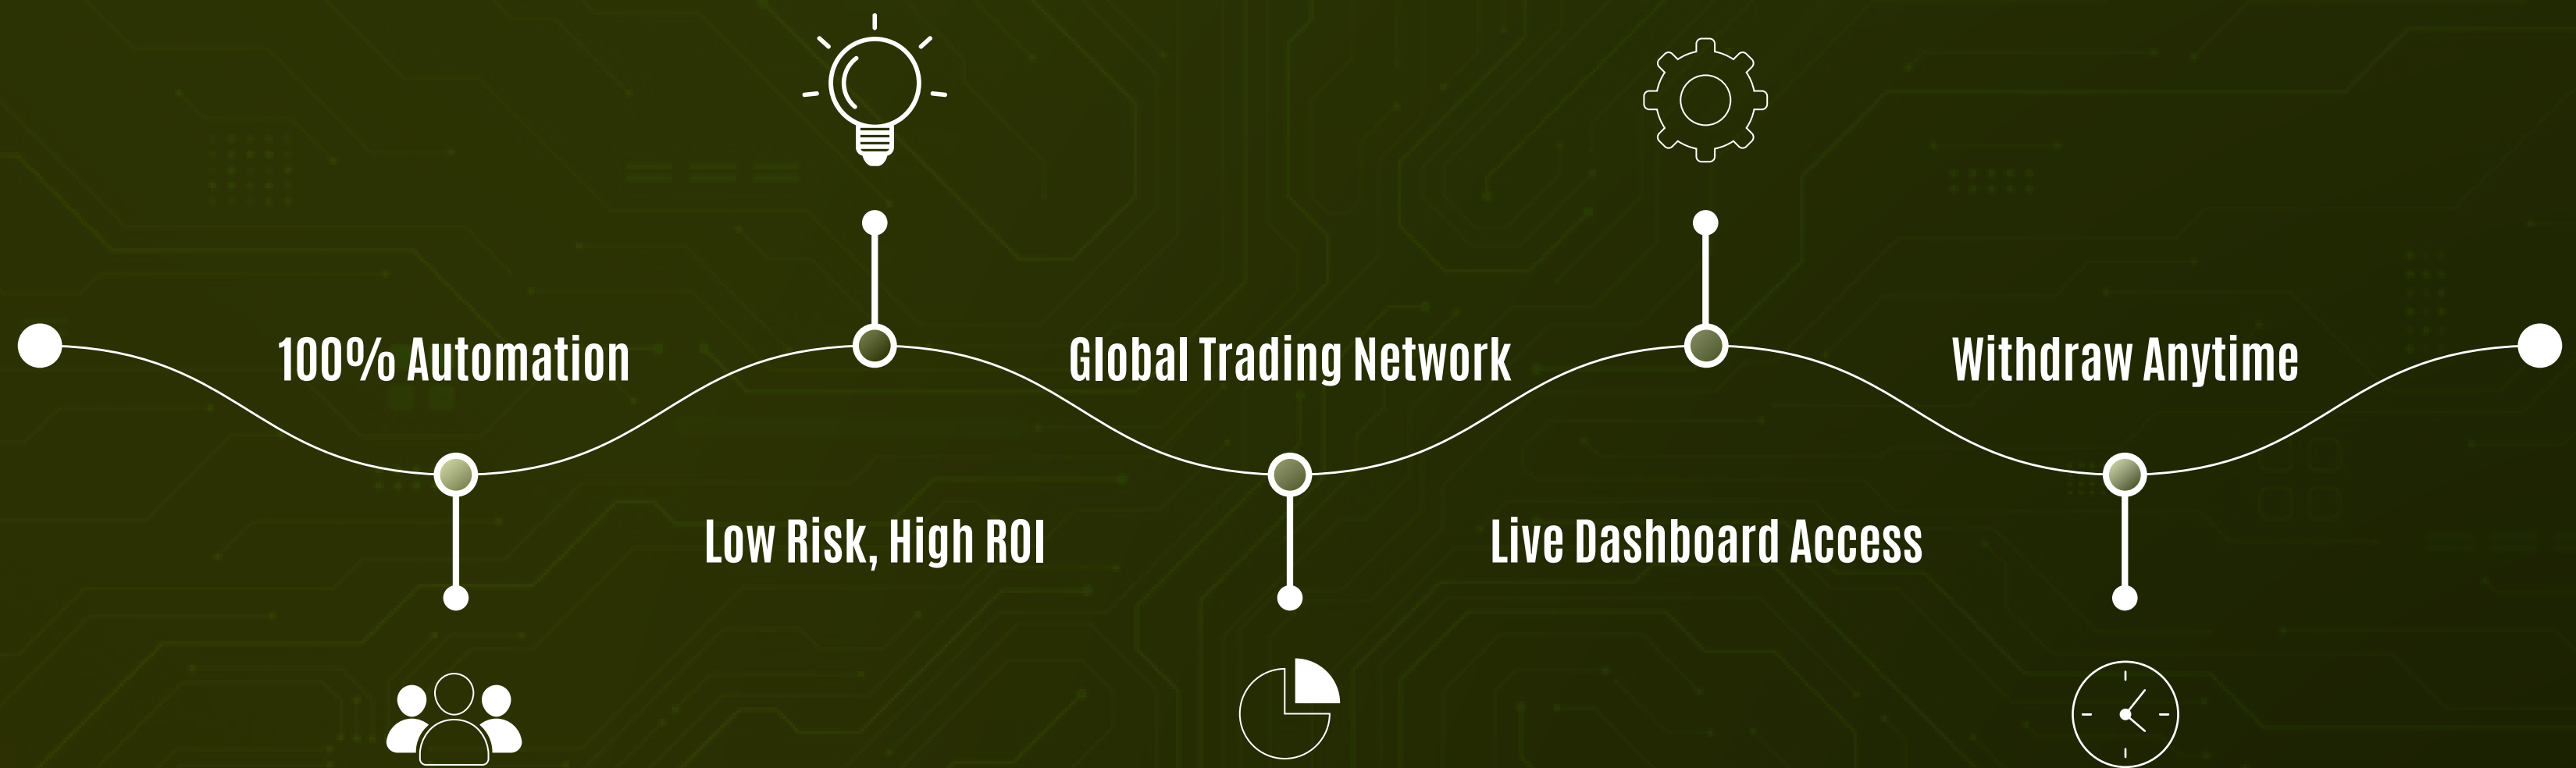 100% Automation
Low Risk, High ROI
Global Trading Network
Live Dashboard Access
Withdraw Anytime